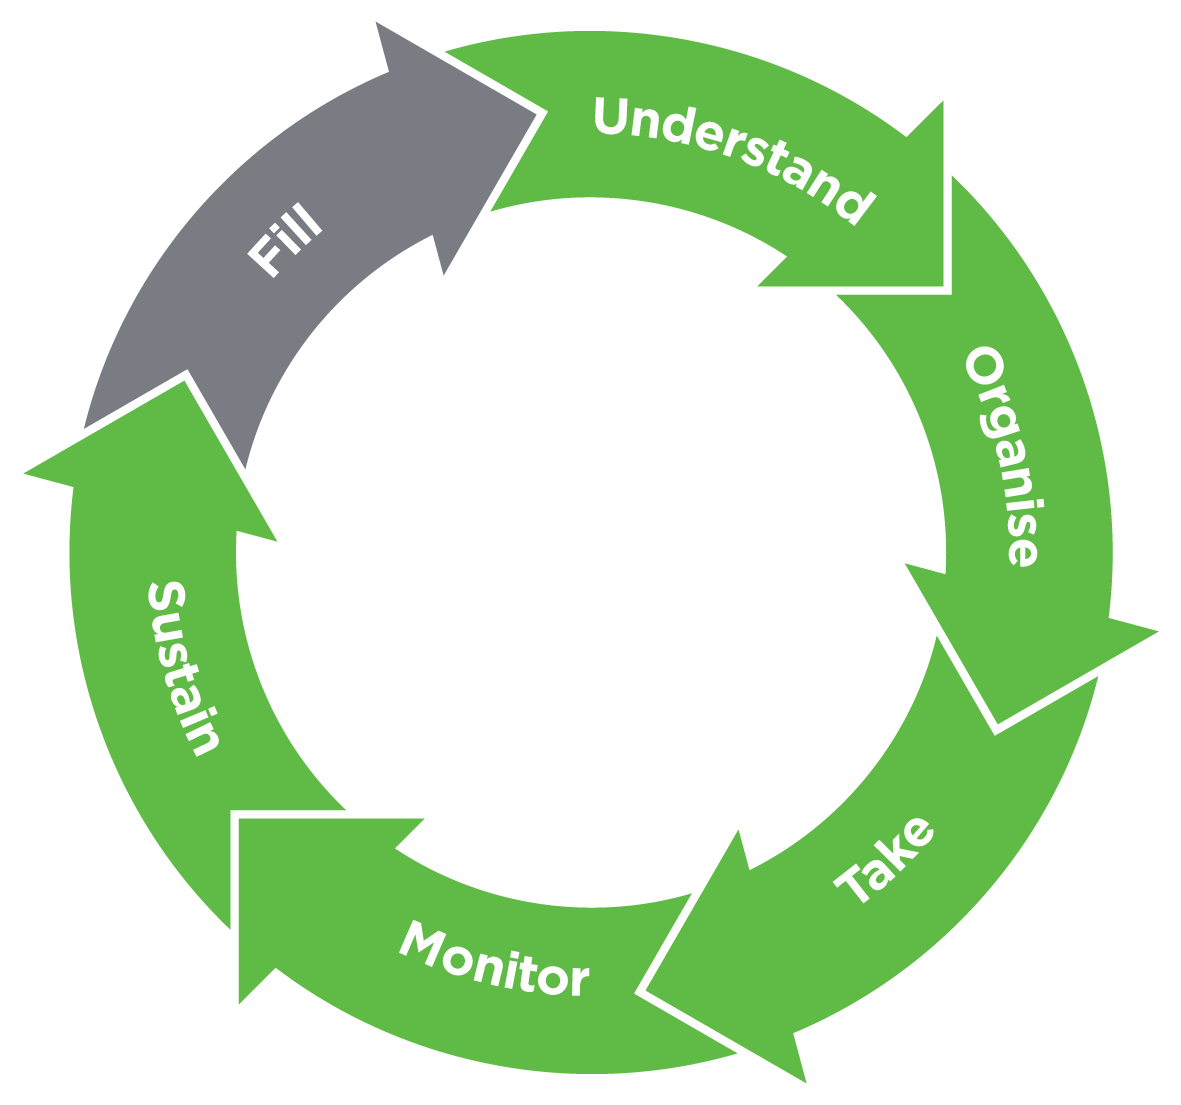 Fill
Understand
Organise
Take
Monitor
Sustain